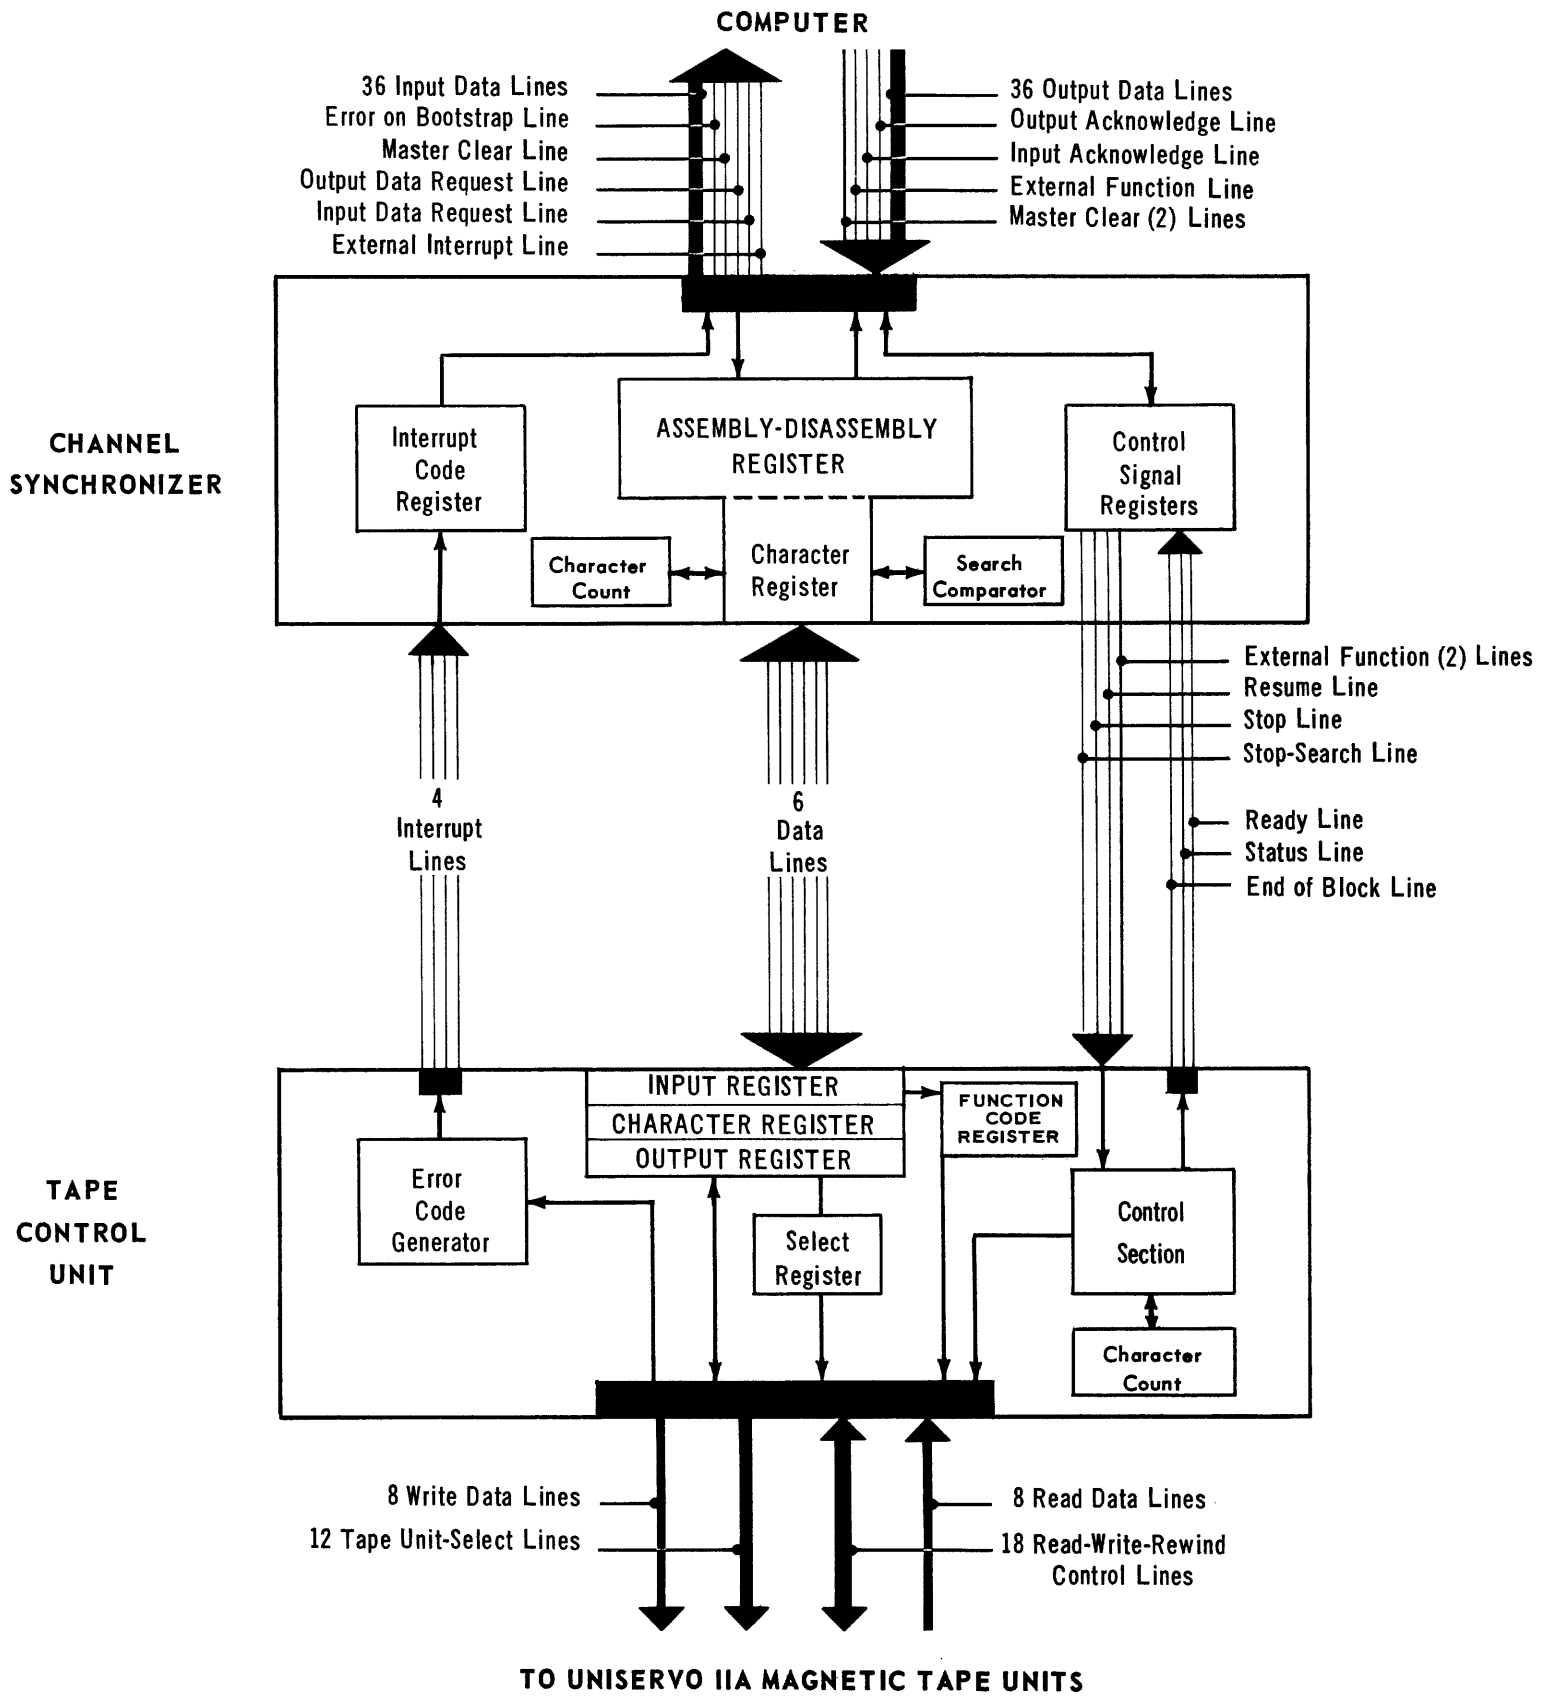 COMPUTER
36 Input Data Lines
Error on Bootstrap Line
Master Clear Line
Output Data Request Line
Input Data Request Line
External Interrupt Line
36 Output Data Lines
Output Acknowledge Line
Input Acknowledge Line
External Function Line
Master Clear (2) Lines
CHANNEL
SYNCHRONIZER
Interrupt
Code
Register
ASSEMBLY-DISASSEMBLY
REGISTER
Control
Signal
Registers
Character
Count
Character
Register
Search
Comparator
4
Interrupt
Lines
6
Data
Lines
External Function (2) Lines
Resume Line
Stop Line
Stop-Search Line
Ready Line
Status Line
End of Block Line
TAPE
CONTROL
UNIT
INPUT REGISTER
CHARACTER REGISTER
OUTPUT REGISTER
FUNCTION
CODE
REGISTER
Error
Code
Generator
Select
Register
Control
Section
Character
Count
8 Write Data Lines
12 Tape Unit-Select Lines
8 Read Data Lines
18 Read-Write-Rewind
Control Lines
TO UNISERVO IIA MAGNETIC TAPE UNITS